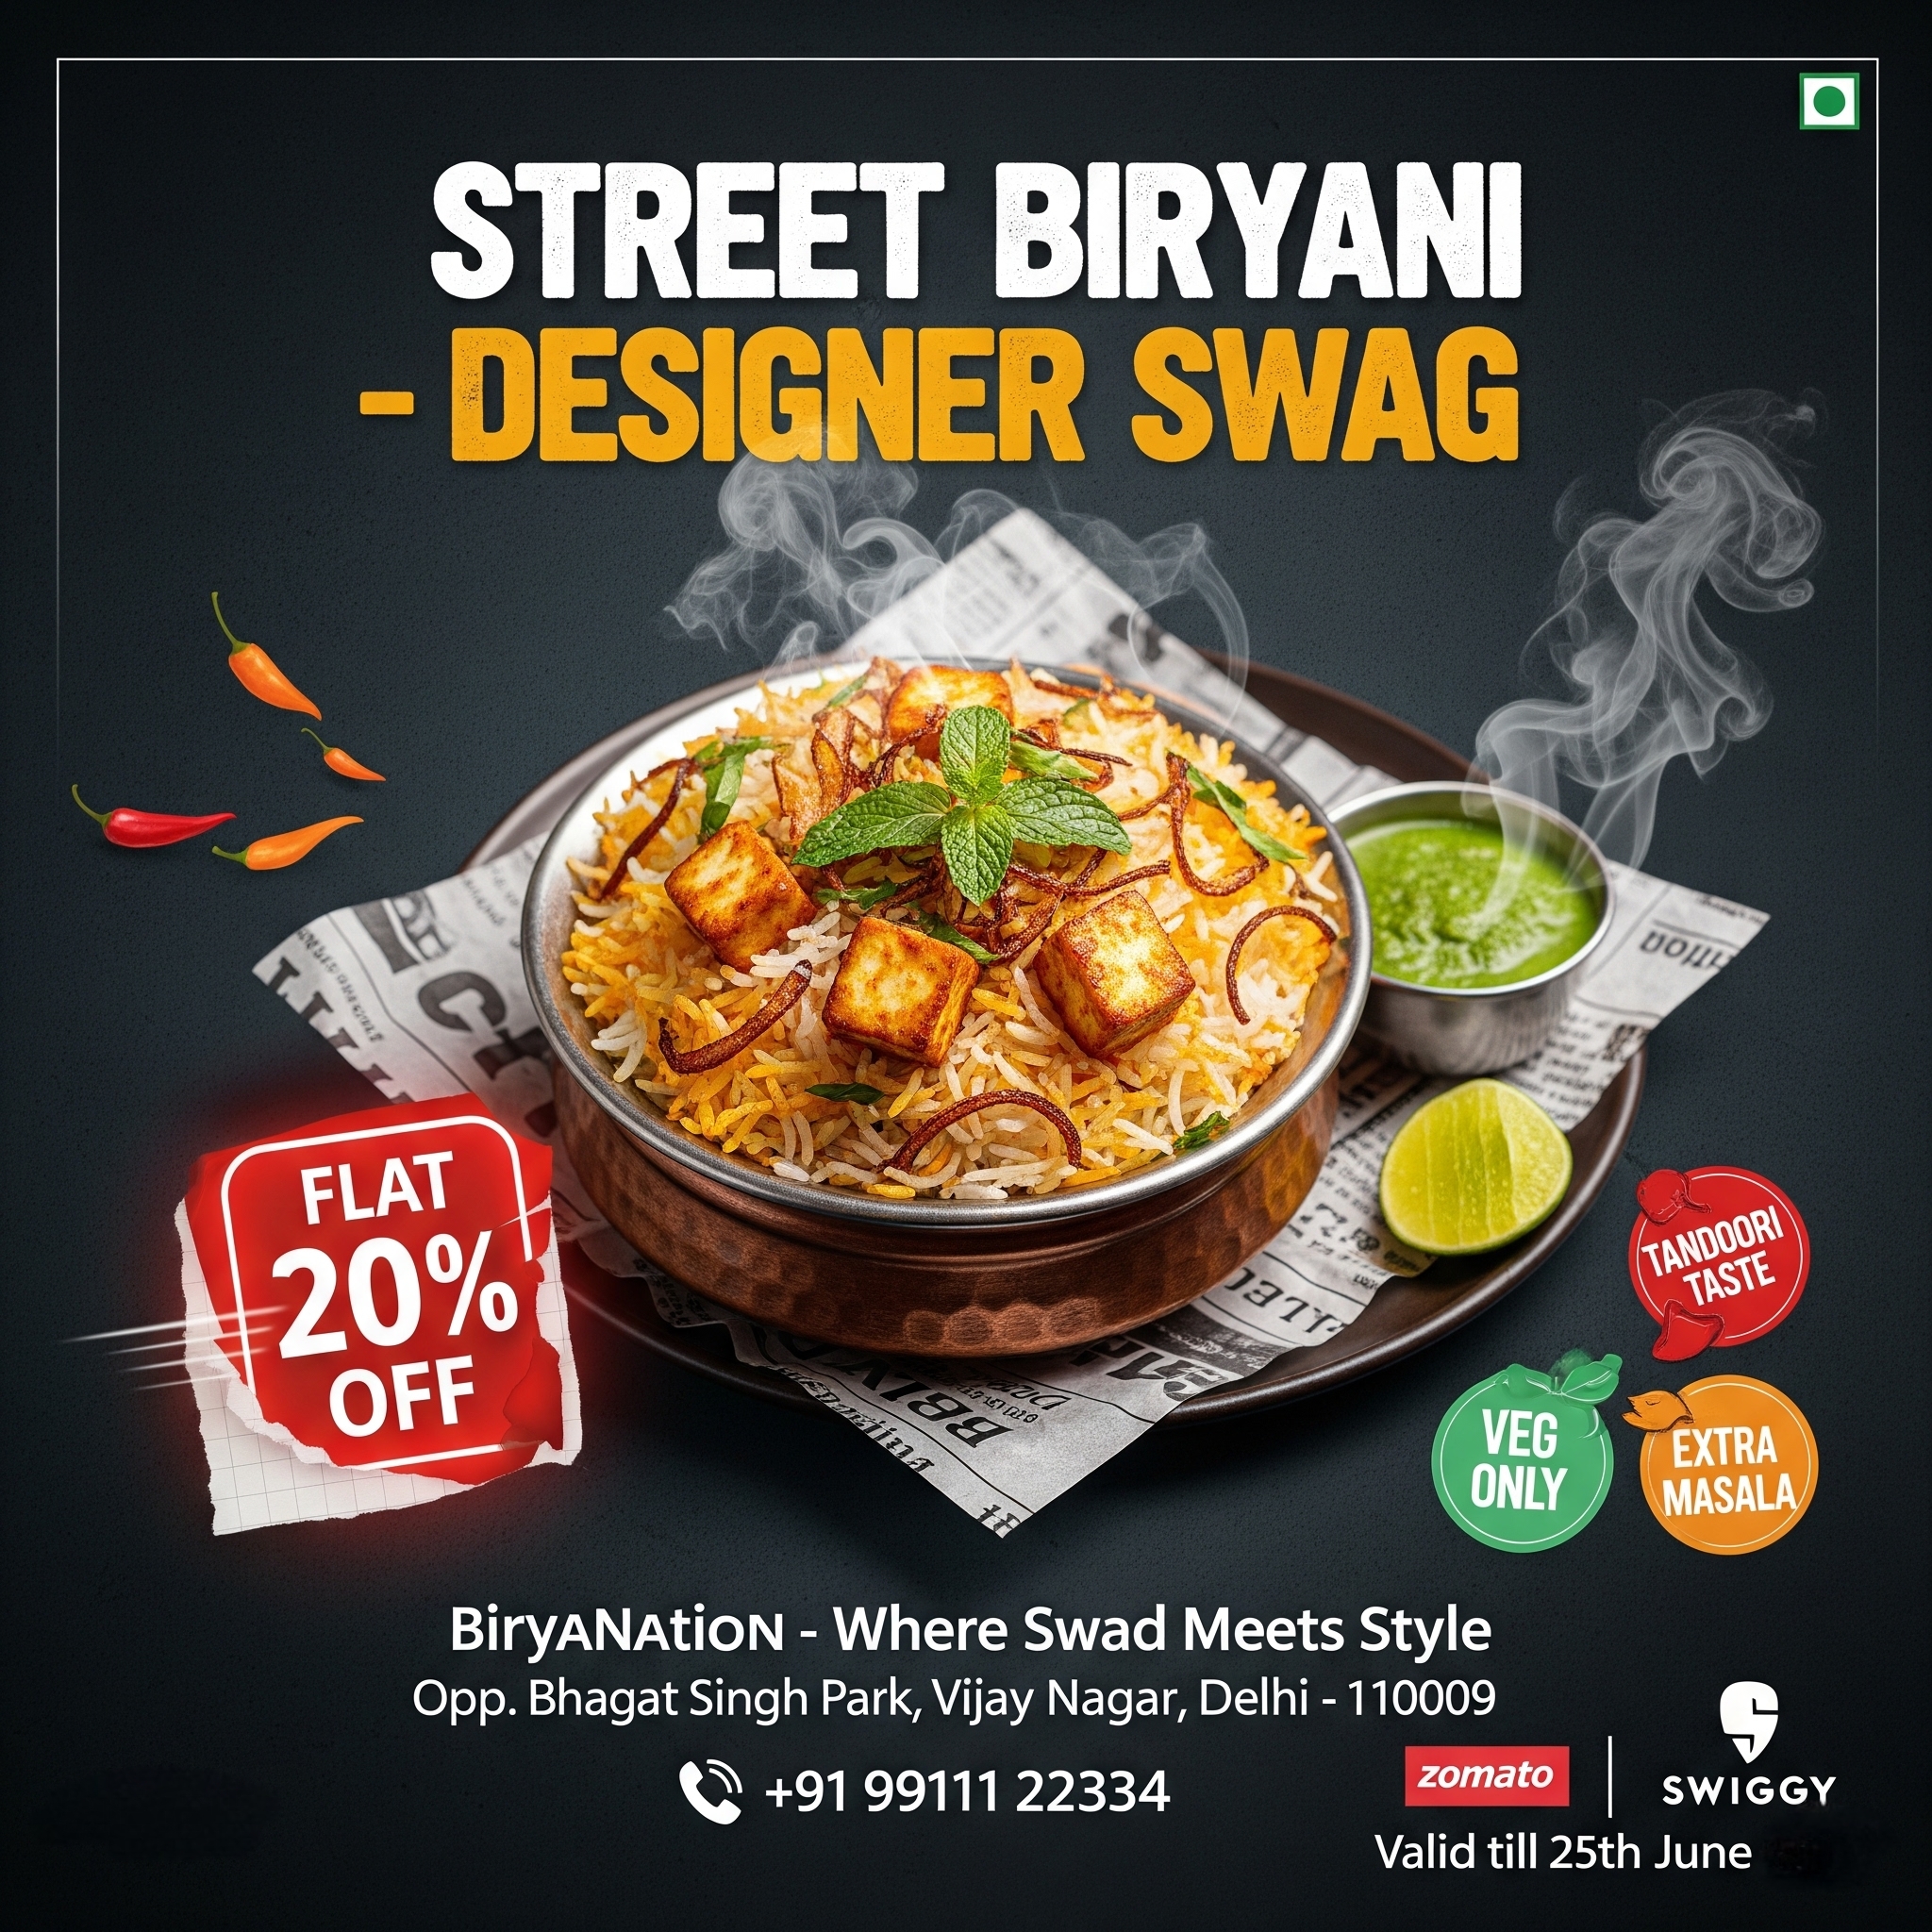 STREET BIRYANI
- DESIGNER SWAG
FLAT
20%
OFF
TANDOORI
TASTE
VEG
ONLY
EXTRA
MASALA
BiryANAtiON - Where Swad Meets Style
Opp. Bhagat Singh Park, Vijay Nagar, Delhi - 110009
+91 99111 22334
zomato
SWIGGY
Valid till 25th June